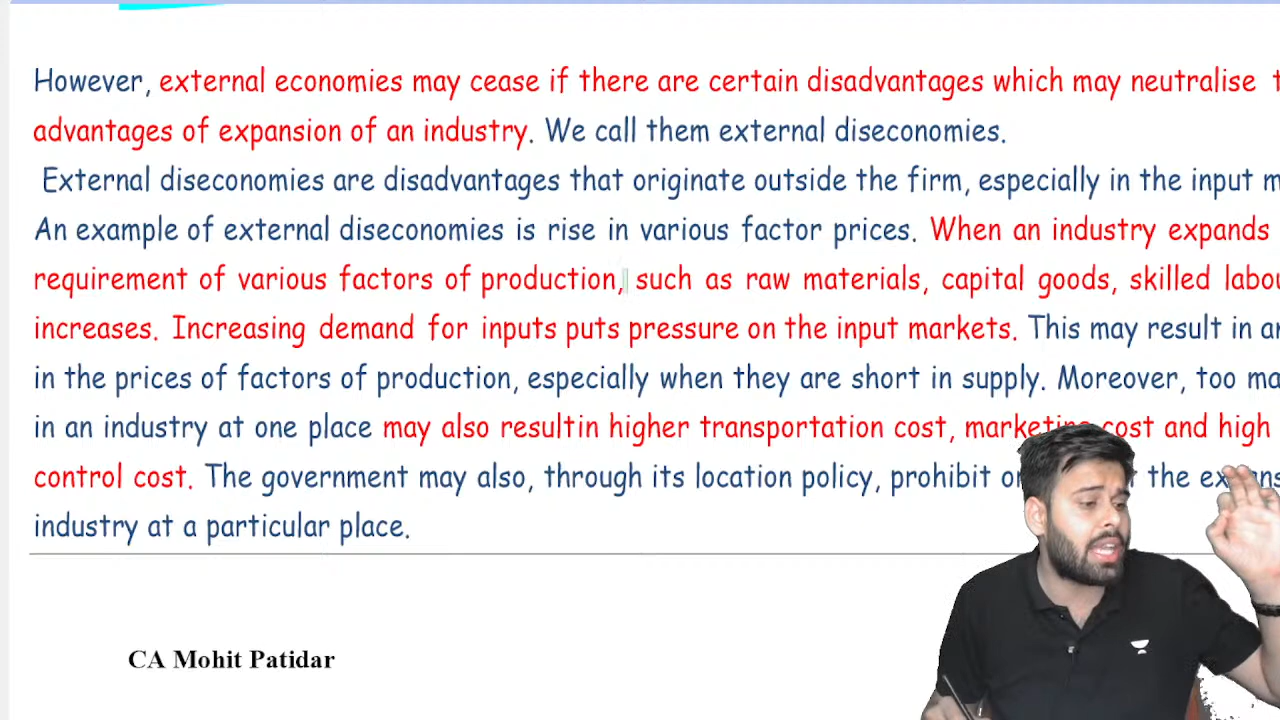 However, external economies may cease if there are certain disadvantages which may neutralise
advantages of expansion of an industry. We call them external diseconomies.
External diseconomies are disadvantages that originate outside the firm, especially in the input
An example of external diseconomies is rise in various factor prices. When an industry expands
requirement of various factors of production, such as raw materials, capital goods, skilled
increases. Increasing demand for inputs puts pressure on the input markets. This may result in
in the prices of factors of production, especially when they are short in supply. Moreover, too
in an industry at one place may also resultin higher transportation cost, marketing cost and high
control cost. The government may also, through its location policy, prohibit the
industry at a particular place.
CA Mohit Patidar